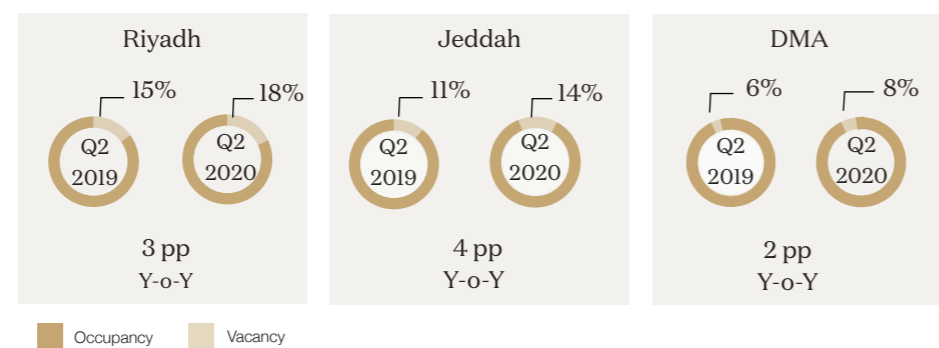 Riyadh
15%
18%
Q2
2019
Q2
2020
3 pp
Y-o-Y
Jeddah
11%
14%
Q2
2019
Q2
2020
4 pp
Y-o-Y
DMA
6%
8%
Q2
2019
Q2
2020
2 pp
Y-o-Y
Occupancy
Vacancy